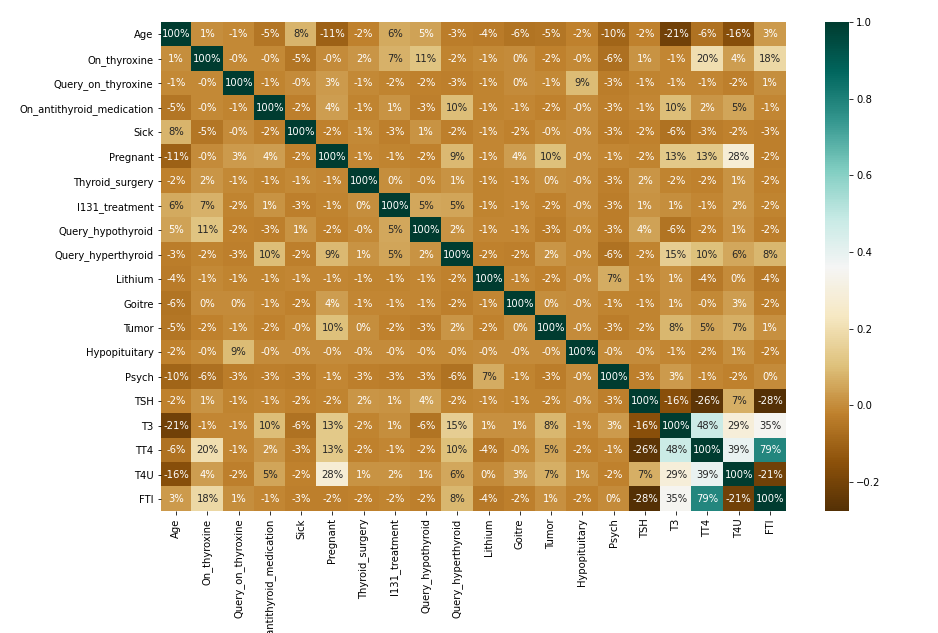 Age 100% 1% -1% -5% 8% -11% -2% 6% 5% -3% -4% -6% -5% -2% -10% -2% -21% -6% -16% 3%
On_thyroxine 1% 100% -0% -0% -5% -0% 2% 7% 11% -2% -1% 0% -2% -0% -6% 1% -1% 20% 4% 18%
Query_on_thyroxine -1% -0% 100% -1% -0% 3% -1% -2% -2% -3% -1% 0% -1% 9% -3% -1% -1% -1% -2% 1%
On_antithyroid_medication -5% -0% -1% 100% -2% 4% -1% 1% -3% 10% -1% -1% -2% -0% -3% -1% 10% 2% 5% -1%
Sick 8% -5% -0% -2% 100% -2% -1% -3% 1% -2% -1% -2% -0% -0% -3% -2% -6% -3% -2% -3%
Pregnant -11% -0% 3% 4% -2% 100% -1% -1% -2% 9% -1% 4% 10% -0% -1% -2% 13% 13% 28% -2%
Thyroid_surgery -2% 2% -1% -1% -1% -1% 100% 0% -0% 1% -1% -1% 0% -0% -3% 2% -2% -2% 1% -2%
I131_treatment 6% 7% -2% 1% -3% -1% 0% 100% 5% 5% -1% -1% -2% -0% -3% 1% 1% -1% 2% -2%
Query_hypothyroid 5% 11% -2% -3% 1% -2% -0% 5% 100% 2% -1% -1% -3% -0% -3% 4% -6% -2% 1% -2%
Query_hyperthyroid -3% -2% -3% 10% -2% 9% 1% 5% 2% 100% -2% -2% 2% -0% -6% -2% 15% 10% 6% 8%
Lithium -4% -1% -1% -1% -1% -1% -1% -1% -1% -2% 100% -1% -2% -0% 7% -1% 1% -4% 0% -4%
Goitre -6% 0% 0% -1% -2% 4% -1% -1% -1% -2% -1% 100% 0% -0% -1% -1% 1% -0% 3% -2%
Tumor -5% -2% -1% -2% -0% 10% 0% -2% -3% 2% -2% 0% 100% -0% -3% -2% 8% 5% 7% 1%
Hypopituitary -2% -0% 9% -0% -0% -0% -0% -0% -0% -0% -0% -0% -0% 100% -0% -0% -1% -2% 1% -2%
Psych -10% -6% -3% -3% -3% -1% -3% -3% -3% -6% 7% -1% -3% -0% 100% -3% 3% -1% -2% 0%
TSH -2% 1% -1% -1% -2% -2% 2% 1% 4% -2% -1% -1% -2% -0% -3% 100% -16% -26% 7% -28%
T3 -21% -1% -1% 10% -6% 13% -2% 1% -6% 15% 1% 1% 8% -1% 3% -16% 100% 48% 29% 35%
TT4 -6% 20% -1% 2% -3% 13% -2% -1% -2% 10% -4% -0% 5% -2% -1% -26% 48% 100% 39% 79%
T4U -16% 4% -2% 5% -2% 28% 1% 2% 1% 6% 0% 3% 7% 1% -2% 7% 29% 39% 100% -21%
FTI 3% 18% 1% -1% -3% -2% -2% -2% -2% 8% -4% -2% 1% -2% 0% -28% 35% 79% -21% 100%
Age
On_thyroxine
Query_on_thyroxine
antithyroid_medication
Sick
Pregnant
Thyroid_surgery
I131_treatment
Query_hypothyroid
Query_hyperthyroid
Lithium
Goitre
Tumor
Hypopituitary
Psych
TSH
T3
TT4
T4U
FTI
1.0
0.8
0.6
0.4
0.2
0.0
−0.2